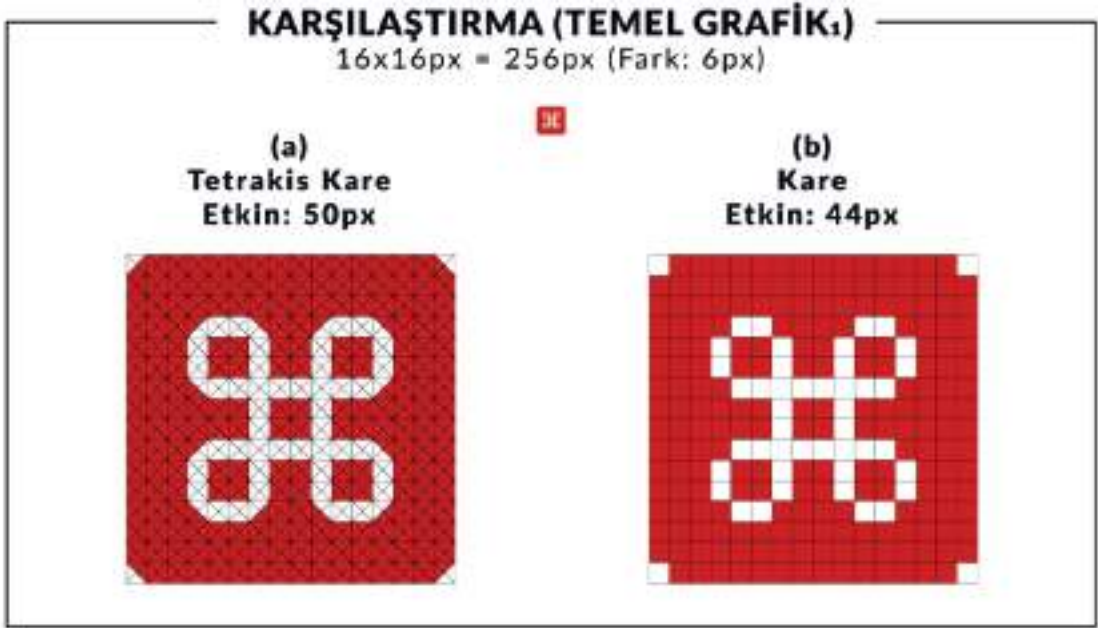 KARŞILAŞTIRMA (TEMEL GRAFİK₁)
16x16px = 256px (Fark: 6px)
(a)
Tetrakis Kare
Etkin: 50px
(b)
Kare
Etkin: 44px